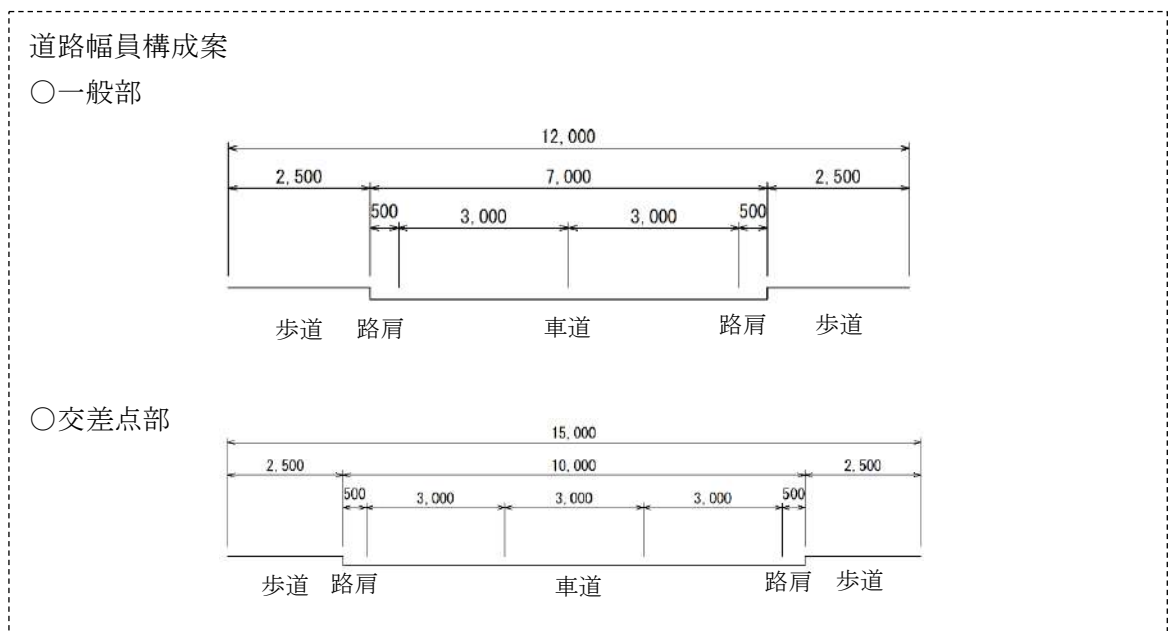 道路幅員構成案
○一般部
12,000
2,500 7,000 2,500
500 3,000 3,000 500
歩道 路肩 車道 路肩 歩道
○交差点部
15,000
2,500 10,000 2,500
500 3,000 3,000 3,000 500
歩道 路肩 車道 路肩 歩道